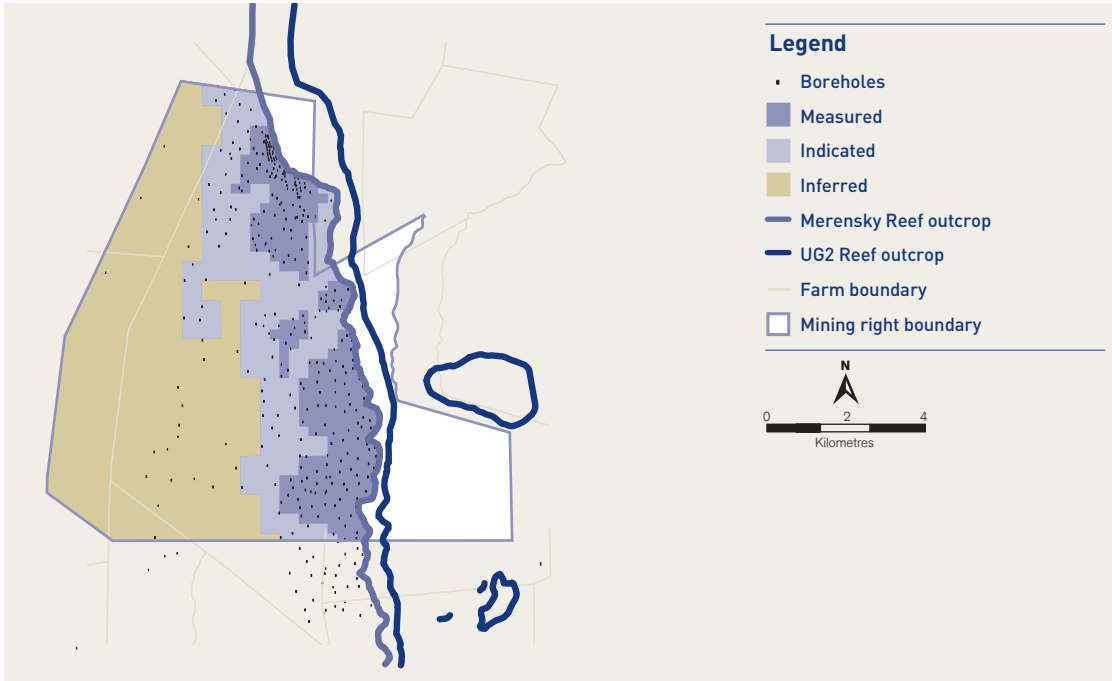 Legend
Boreholes
Measured
Indicated
Inferred
Merensky Reef outcrop
UG2 Reef outcrop
Farm boundary
Mining right boundary
N
0 2 4
Kilometres